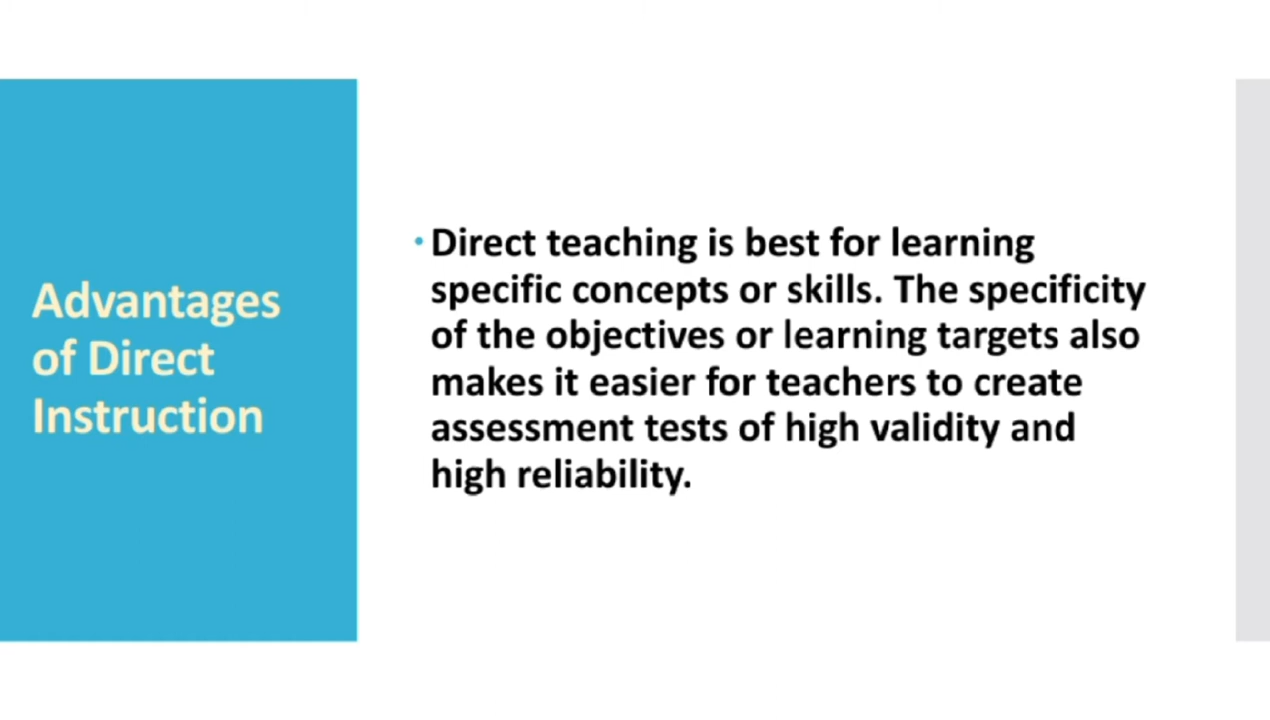 Advantages
of Direct
Instruction
• Direct teaching is best for learning
specific concepts or skills. The specificity
of the objectives or learning targets also
makes it easier for teachers to create
assessment tests of high validity and
high reliability.